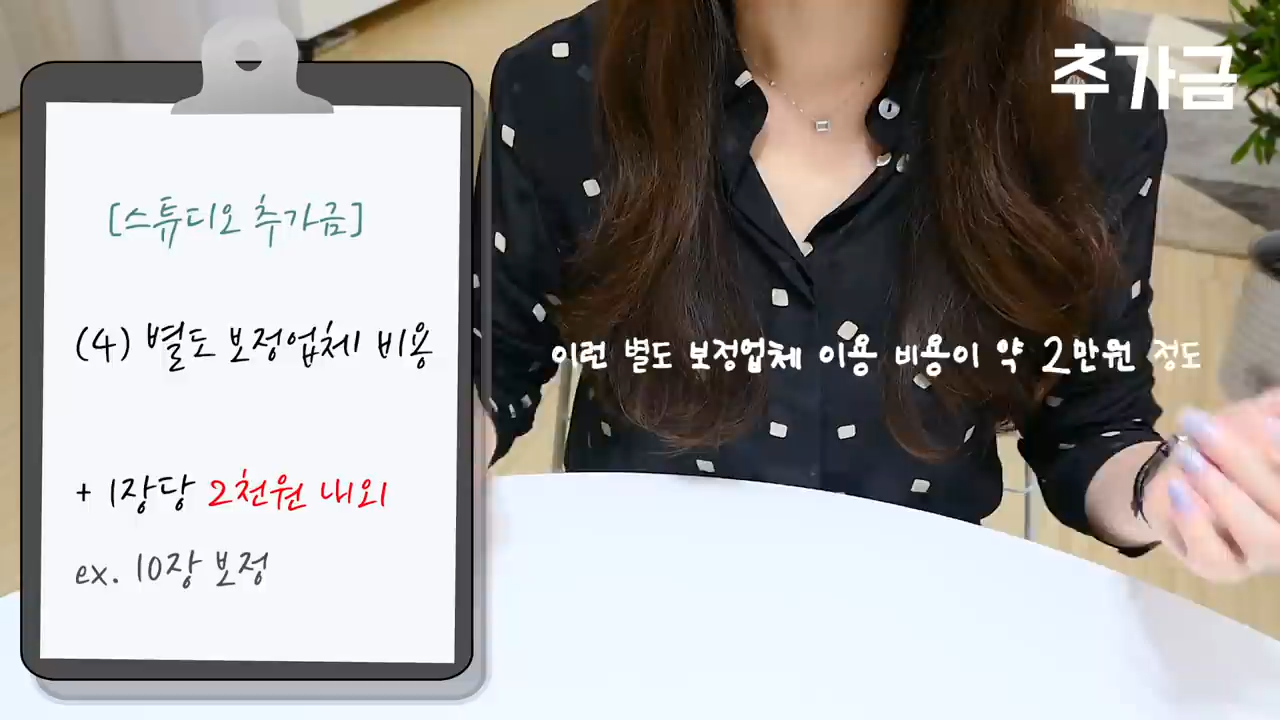 추가금
[스튜디오 추가금]
(4) 별도 보정업체 비용
+ 1장당 2천원 내외
ex. 10장 보정
이런 별도 보정업체 이용 비용이 약 2만원 정도